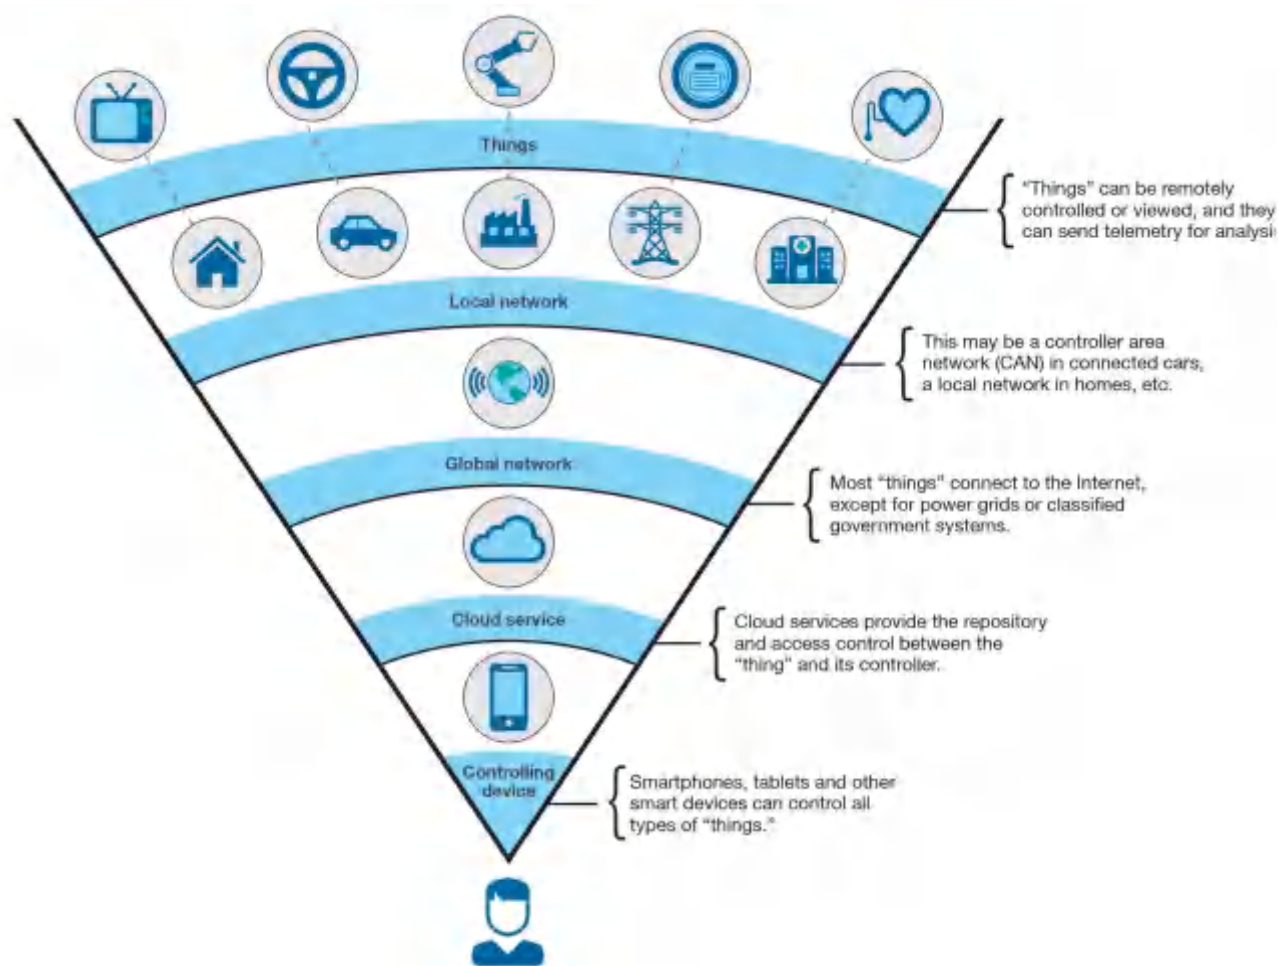 Things
"Things" can be remotely
controlled or viewed, and they
can send telemetry for analysi
Local network
This may be a controller area
network (CAN) in connected cars,
a local network in homes, etc.
Global network
Most "things" connect to the Internet,
except for power grids or classified
government systems.
Cloud service
Cloud services provide the repository
and access control between the
"thing" and its controller.
Controlling
device
Smartphones, tablets and other
smart devices can control all
types of "things."